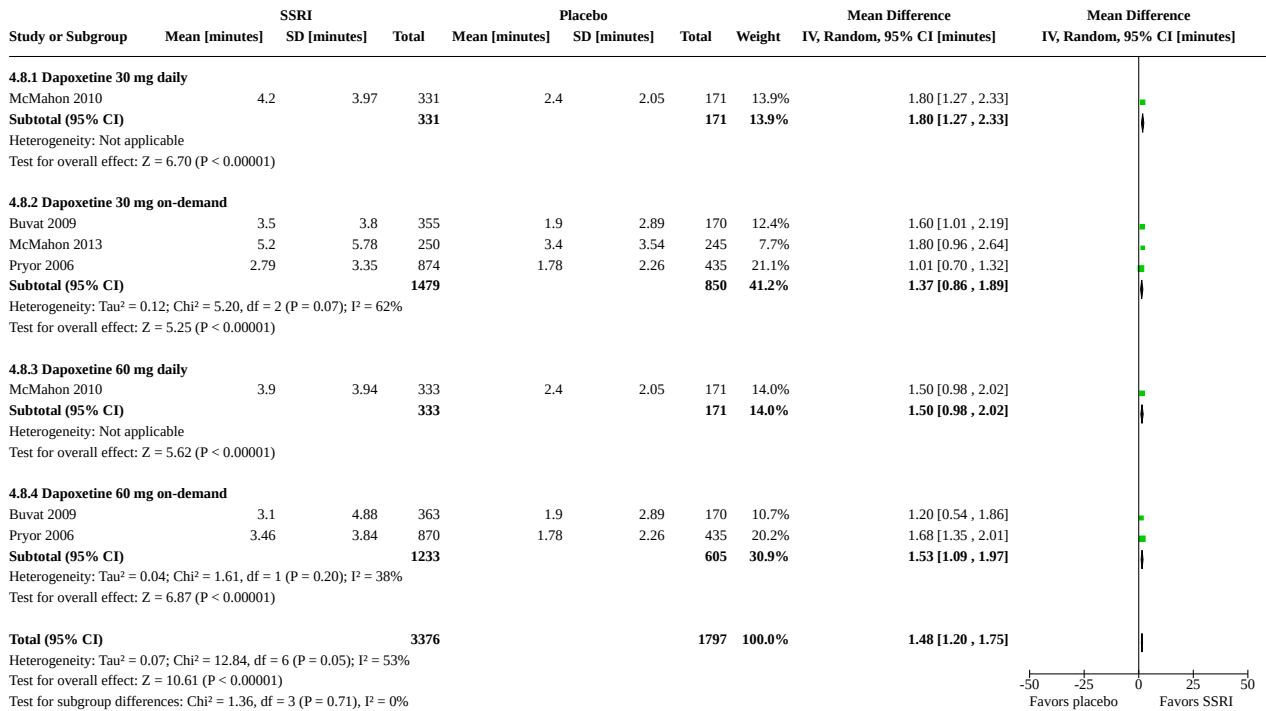 SSRI Placebo Mean Difference Mean Difference
Study or Subgroup Mean [minutes] SD [minutes] Total Mean [minutes] SD [minutes] Total Weight IV, Random, 95% CI [minutes] IV, Random, 95% CI [minutes]
4.8.1 Dapoxetine 30 mg daily
McMahon 2010 4.2 3.97 331 2.4 2.05 171 13.9% 1.80 [1.27 , 2.33]
Subtotal (95% CI) 331 171 13.9% 1.80 [1.27 , 2.33]
Heterogeneity: Not applicable
Test for overall effect: Z = 6.70 (P < 0.00001)
4.8.2 Dapoxetine 30 mg on-demand
Buvat 2009 3.5 3.8 355 1.9 2.89 170 12.4% 1.60 [1.01 , 2.19]
McMahon 2013 5.2 5.78 250 3.4 3.54 245 7.7% 1.80 [0.96 , 2.64]
Pryor 2006 2.79 3.35 874 1.78 2.26 435 21.1% 1.01 [0.70 , 1.32]
Subtotal (95% CI) 1479 850 41.2% 1.37 [0.86 , 1.89]
Heterogeneity: Tau² = 0.12; Chi² = 5.20, df = 2 (P = 0.07); I² = 62%
Test for overall effect: Z = 5.25 (P < 0.00001)
4.8.3 Dapoxetine 60 mg daily
McMahon 2010 3.9 3.94 333 2.4 2.05 171 14.0% 1.50 [0.98 , 2.02]
Subtotal (95% CI) 333 171 14.0% 1.50 [0.98 , 2.02]
Heterogeneity: Not applicable
Test for overall effect: Z = 5.62 (P < 0.00001)
4.8.4 Dapoxetine 60 mg on-demand
Buvat 2009 3.1 4.88 363 1.9 2.89 170 10.7% 1.20 [0.54 , 1.86]
Pryor 2006 3.46 3.84 870 1.78 2.26 435 20.2% 1.68 [1.35 , 2.01]
Subtotal (95% CI) 1233 605 30.9% 1.53 [1.09 , 1.97]
Heterogeneity: Tau² = 0.04; Chi² = 1.61, df = 1 (P = 0.20); I² = 38%
Test for overall effect: Z = 6.87 (P < 0.00001)
Total (95% CI) 3376 1797 100.0% 1.48 [1.20 , 1.75]
Heterogeneity: Tau² = 0.07; Chi² = 12.84, df = 6 (P = 0.05); I² = 53%
Test for overall effect: Z = 10.61 (P < 0.00001)
-50 -25 0 25 50
Test for subgroup differences: Chi² = 1.36, df = 3 (P = 0.71), I² = 0% Favors placebo Favors SSRI